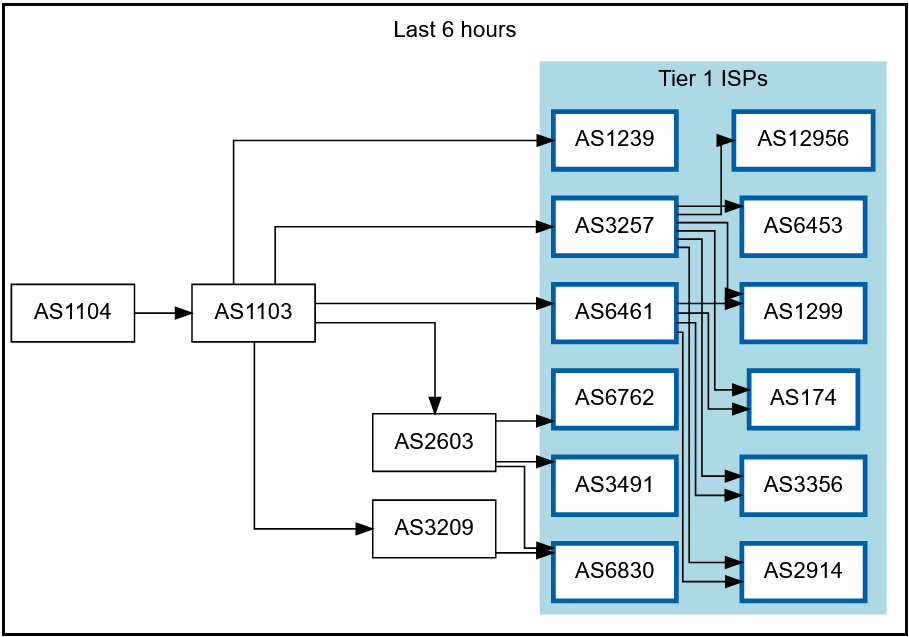 Last 6 hours
Tier 1 ISPs
AS1239
AS12956
AS3257
AS6453
AS1104
AS1103
AS6461
AS1299
AS6762
AS174
AS2603
AS3491
AS3356
AS3209
AS6830
AS2914